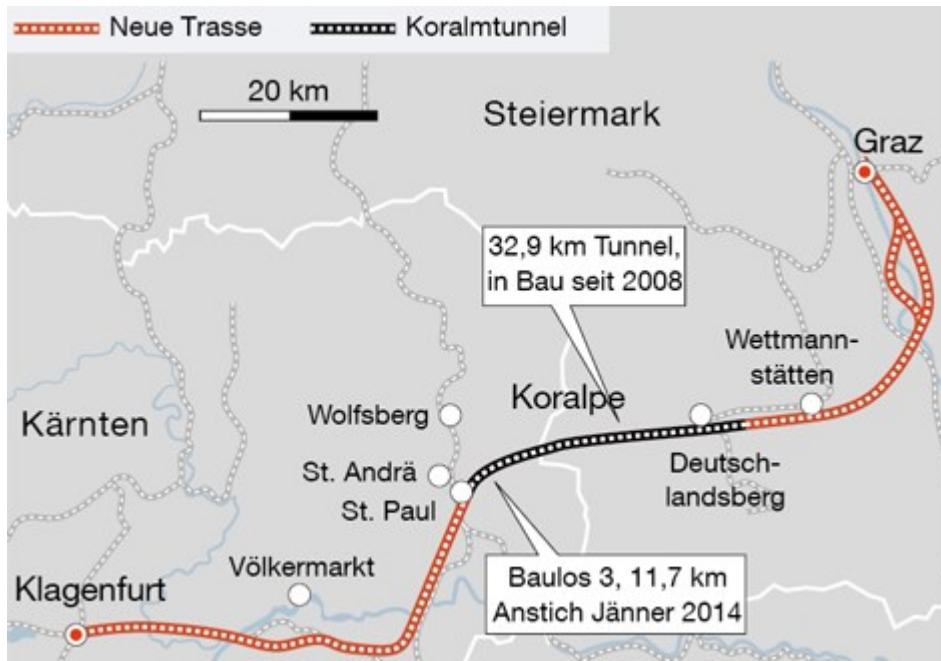 Neue Trasse
Koralmtunnel
20 km
Steiermark
Graz
32,9 km Tunnel,
in Bau seit 2008
Wettmann-
stätten
Koralpe
Wolfsberg
Kärnten
St. Andrä
Deutsch-
landsberg
St. Paul
Völkermarkt
Baulos 3, 11,7 km
Anstich Jänner 2014
Klagenfurt